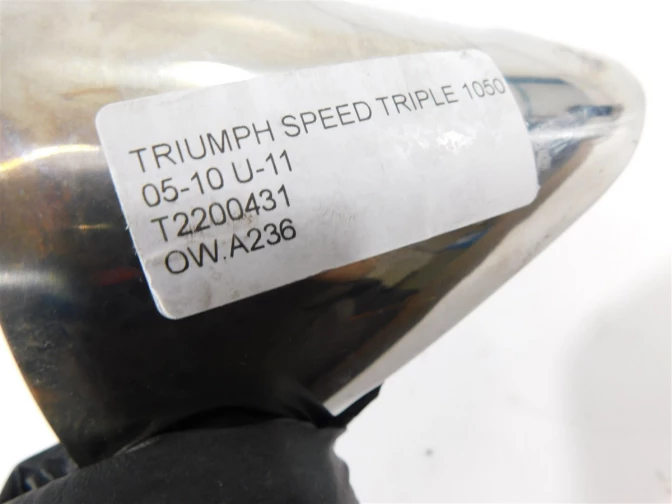 TRIUMPH SPEED TRIPLE 1050
05-10 U-11
T2200431
OW.A236